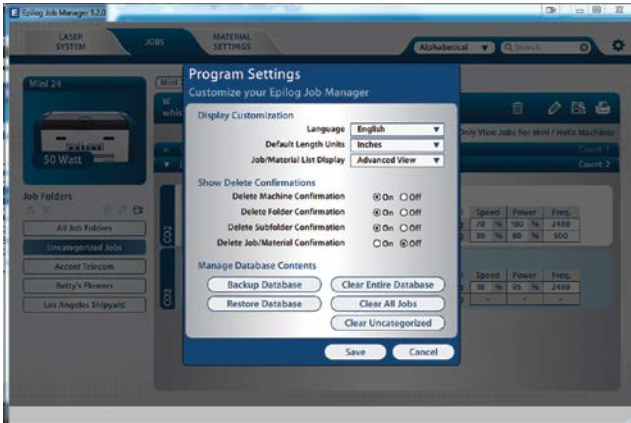 Epilog Job Manager 1.2.0
LASER SYSTEM
JOBS
MATERIAL SETTINGS
Alphabetical
Search
Mini 24
50 Watt
Job Folders
All Job Folders
Uncategorized Jobs
Accent Telecom
Betty's Flowers
Los Angeles Shipyard
Mini
W
whis
Only View Jobs For Mini / Helix Machines
Count: 1
Count: 2
CO2
Speed Power Freq.
70 % 100 % 2400
50 % 80 % 500
CO2
Speed Power Freq.
18 % 95 % 2400
- - -
Program Settings
Customize your Epilog Job Manager
Display Customization
Language English
Default Length Units Inches
Job/Material List Display Advanced View
Show Delete Confirmations
Delete Machine Confirmation On Off
Delete Folder Confirmation On Off
Delete Subfolder Confirmation On Off
Delete Job/Material Confirmation On Off
Manage Database Contents
Backup Database Clear Entire Database
Restore Database Clear All Jobs
Clear Uncategorized
Save Cancel